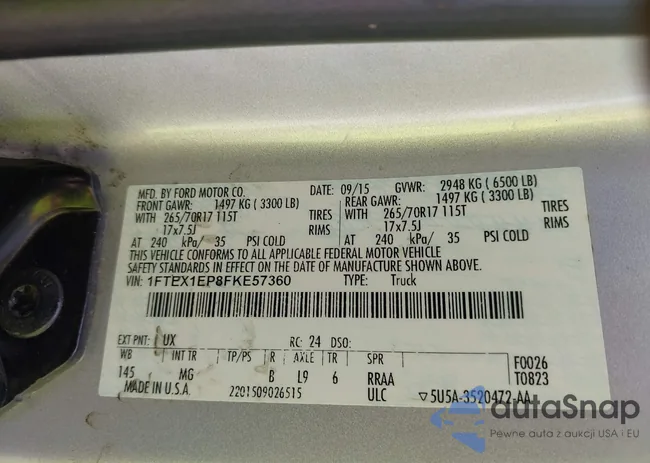 MFD. BY FORD MOTOR CO. DATE: 09/15 GVWR: 2948 KG ( 6500 LB)
FRONT GAWR: 1497 KG ( 3300 LB) REAR GAWR: 1497 KG ( 3300 LB)
WITH 265/70R17 115T TIRES WITH 265/70R17 115T TIRES
17x7.5J RIMS 17x7.5J RIMS
AT 240 kPa/ 35 PSI COLD AT 240 kPa/ 35 PSI COLD
THIS VEHICLE CONFORMS TO ALL APPLICABLE FEDERAL MOTOR VEHICLE
SAFETY STANDARDS IN EFFECT ON THE DATE OF MANUFACTURE SHOWN ABOVE.
VIN: 1FTEX1EP8FKE57360 TYPE: Truck
EXT PNT: UX RC: 24 DSO:
WB INT TR TP/PS R AXLE TR SPR F0026
145 MG B L9 6 RRAA T0823
MADE IN U.S.A. 2201509026515 ULC ▽5U5A-3520472-AA
autaSnap
Pewne auta z aukcji USA i EU